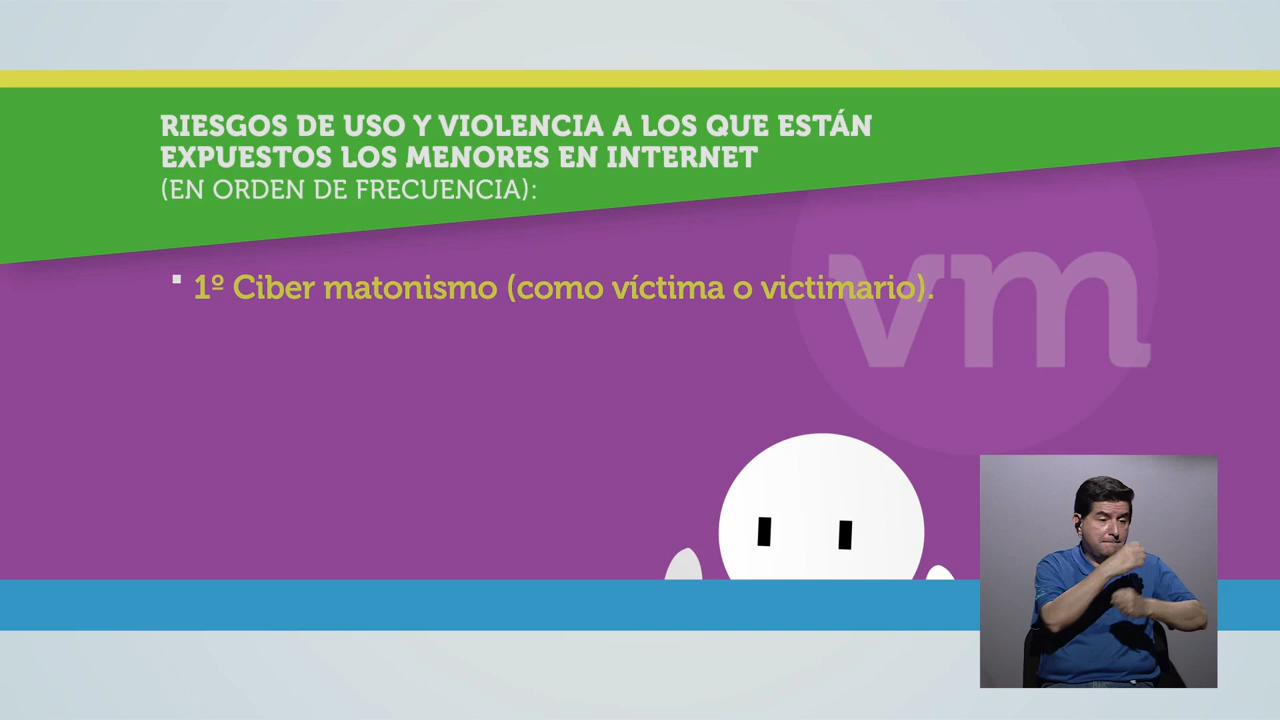 RIESGOS DE USO Y VIOLENCIA A LOS QUE ESTÁN
EXPUESTOS LOS MENORES EN INTERNET
(EN ORDEN DE FRECUENCIA):
1º Ciber matonismo (como víctima o victimario).
vm